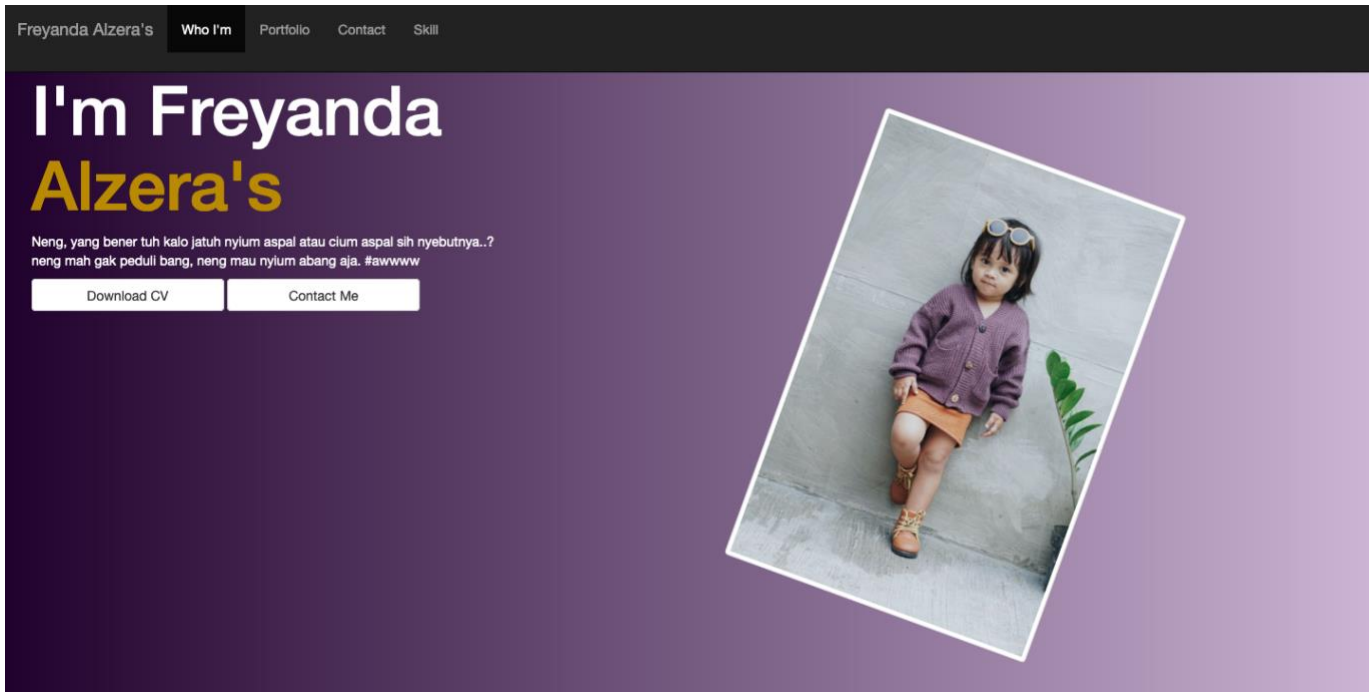 Freyanda Alzera's Who I'm Portfolio Contact Skill
I'm Freyanda
Alzera's
Neng, yang bener tuh kalo jatuh nyium aspal atau cium aspal sih nyebutnya..?
neng mah gak peduli bang, neng mau nyium abang aja. #awwww
Download CV Contact Me